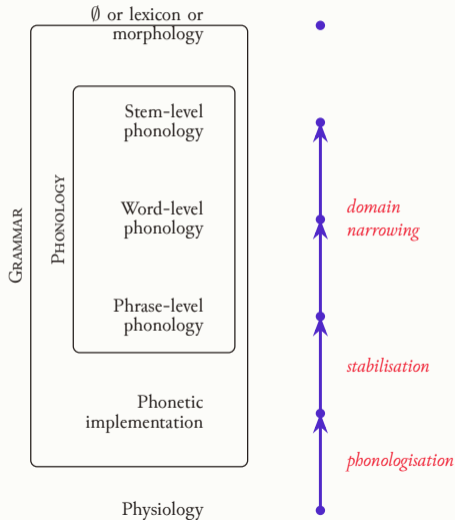 ∅ or lexicon or
morphology
Stem-level
phonology
Word-level
phonology
Phrase-level
phonology
Phonetic
implementation
Physiology
GRAMMAR
PHONOLOGY
domain
narrowing
stabilisation
phonologisation